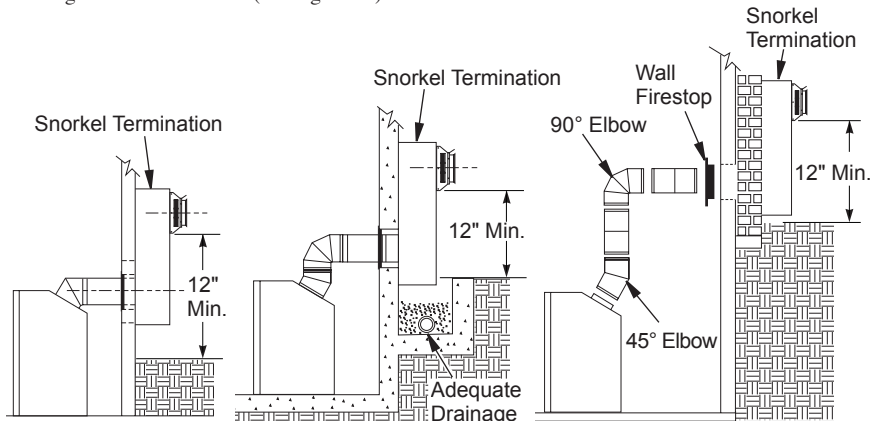 Snorkel Termination
12"
Min.
Snorkel Termination
12" Min.
Adequate
Drainage
Snorkel
Termination
Wall
Firestop
90° Elbow
12" Min.
45° Elbow